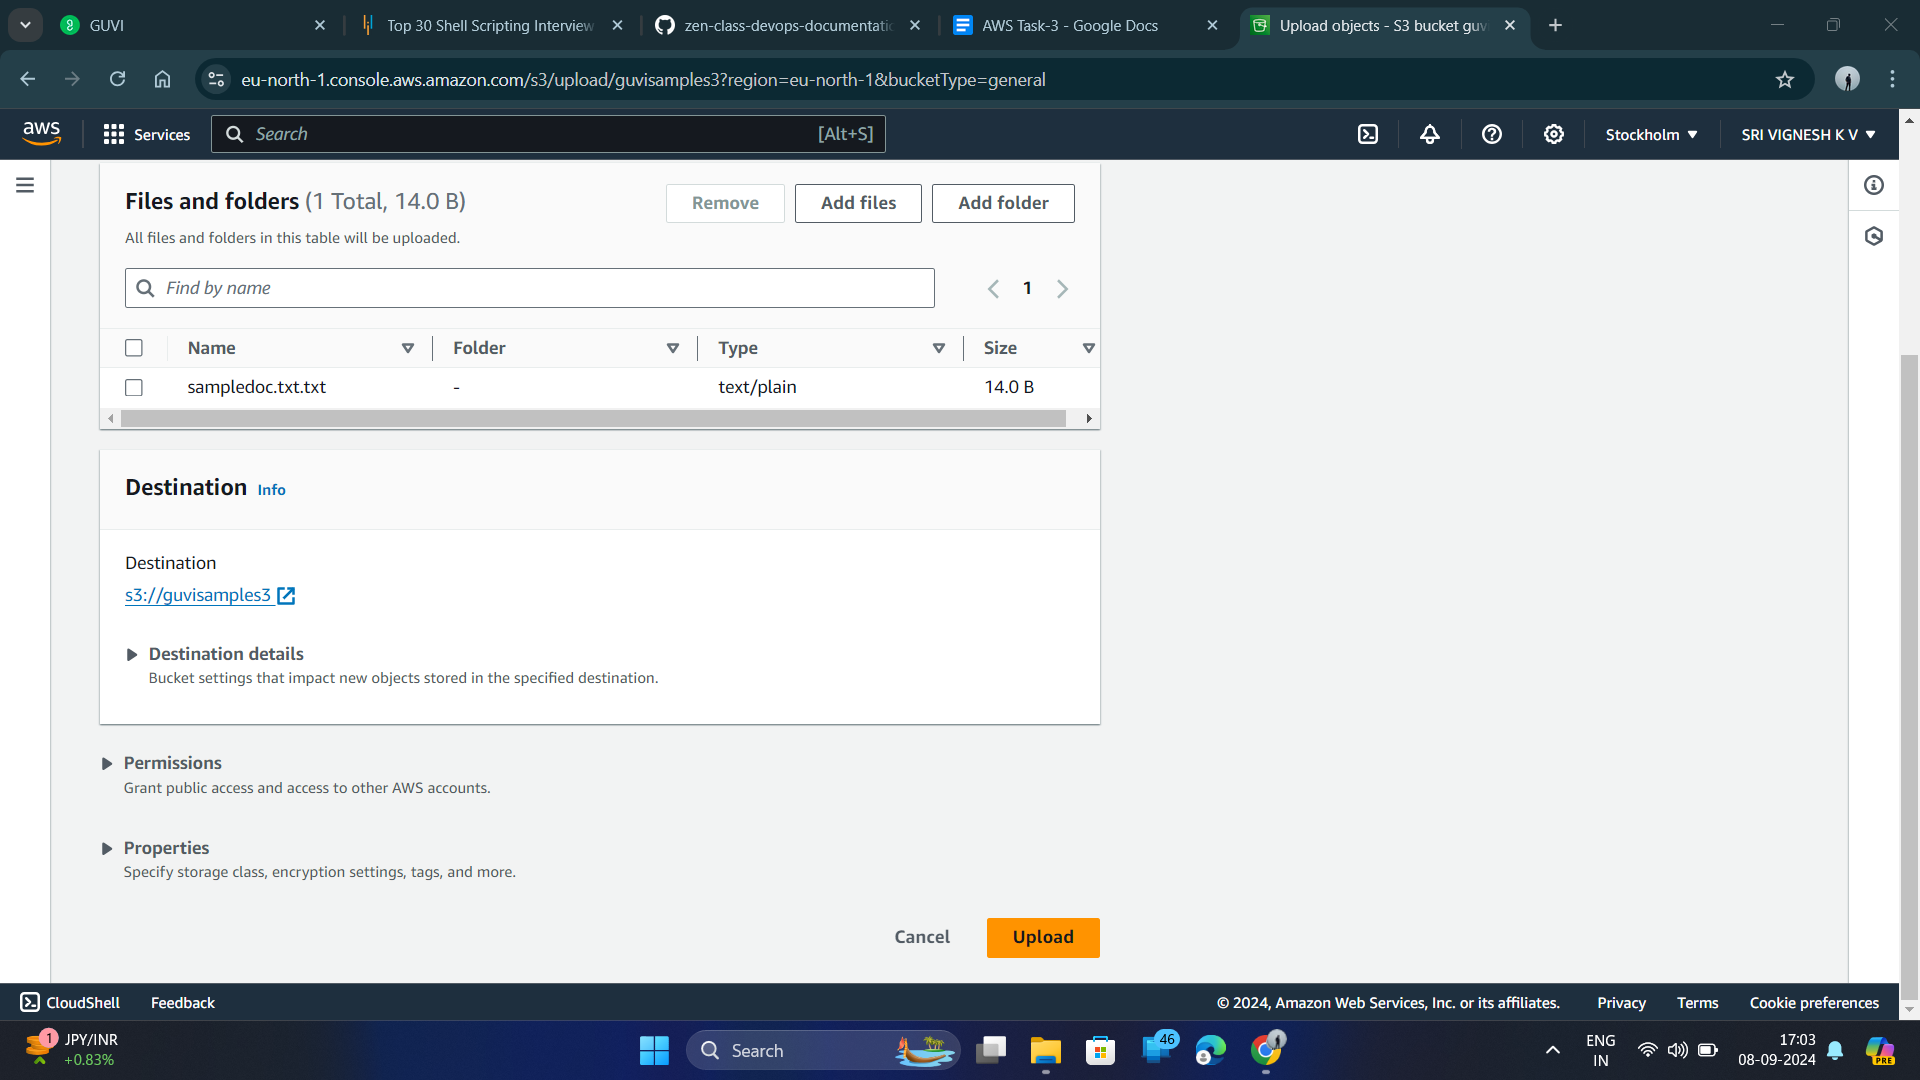 GUVI
Top 30 Shell Scripting Interview
zen-class-devops-documentatio
AWS Task-3 - Google Docs
Upload objects - S3 bucket guv
eu-north-1.console.aws.amazon.com/s3/upload/guvisamples3?region=eu-north-1&bucketType=general
aws
Services
Search
[Alt+S]
Stockholm
SRI VIGNESH K V
Files and folders (1 Total, 14.0 B)
Remove
Add files
Add folder
All files and folders in this table will be uploaded.
Find by name
1
Name
Folder
Type
Size
sampledoc.txt.txt
-
text/plain
14.0 B
Destination Info
Destination
s3://guvisamples3
Destination details
Bucket settings that impact new objects stored in the specified destination.
Permissions
Grant public access and access to other AWS accounts.
Properties
Specify storage class, encryption settings, tags, and more.
Cancel
Upload
CloudShell
Feedback
© 2024, Amazon Web Services, Inc. or its affiliates.
Privacy
Terms
Cookie preferences
1
JPY/INR
+0.83%
Search
46
ENG
IN
17:03
08-09-2024
PRE